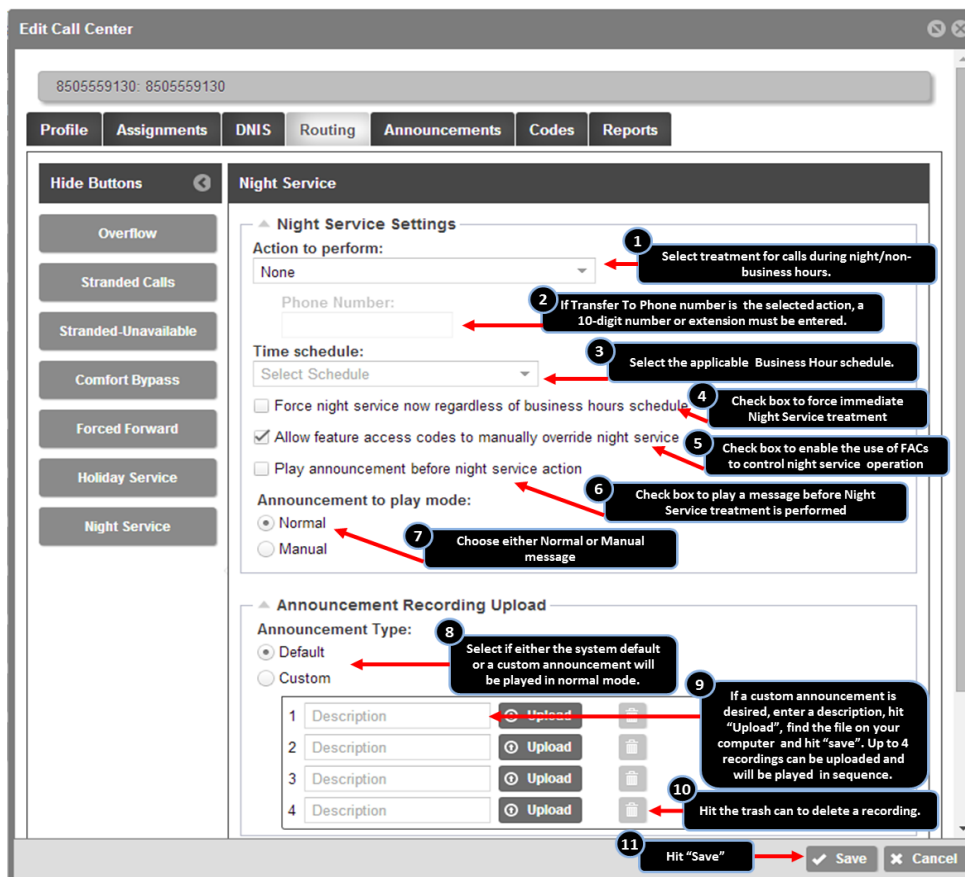 Edit Call Center
8505559130: 8505559130
Profile
Assignments
DNIS
Routing
Announcements
Codes
Reports
Hide Buttons
Overflow
Stranded Calls
Stranded-Unavailable
Comfort Bypass
Forced Forward
Holiday Service
Night Service
Night Service
Night Service Settings
Action to perform:
None
1
Select treatment for calls during night/non-
business hours.
Phone Number:
2
If Transfer To Phone number is the selected action, a
10-digit number or extension must be entered.
Time schedule:
Select Schedule
3
Select the applicable Business Hour schedule.
Force night service now regardless of business hours schedule
4
Check box to force immediate
Night Service treatment
Allow feature access codes to manually override night service
5
Check box to enable the use of FACs
to control night service operation
Play announcement before night service action
6
Check box to play a message before Night
Service treatment is performed
Announcement to play mode:
Normal
Manual
7
Choose either Normal or Manual
message
Announcement Recording Upload
Announcement Type:
Default
Custom
8
Select if either the system default
or a custom announcement will
be played in normal mode.
1 Description Upload
2 Description Upload
3 Description Upload
4 Description Upload
9
If a custom announcement is
desired, enter a description, hit
“Upload”, find the file on your
computer and hit “save”. Up to 4
recordings can be uploaded and
will be played in sequence.
10
Hit the trash can to delete a recording.
11
Hit “Save”
Save
Cancel